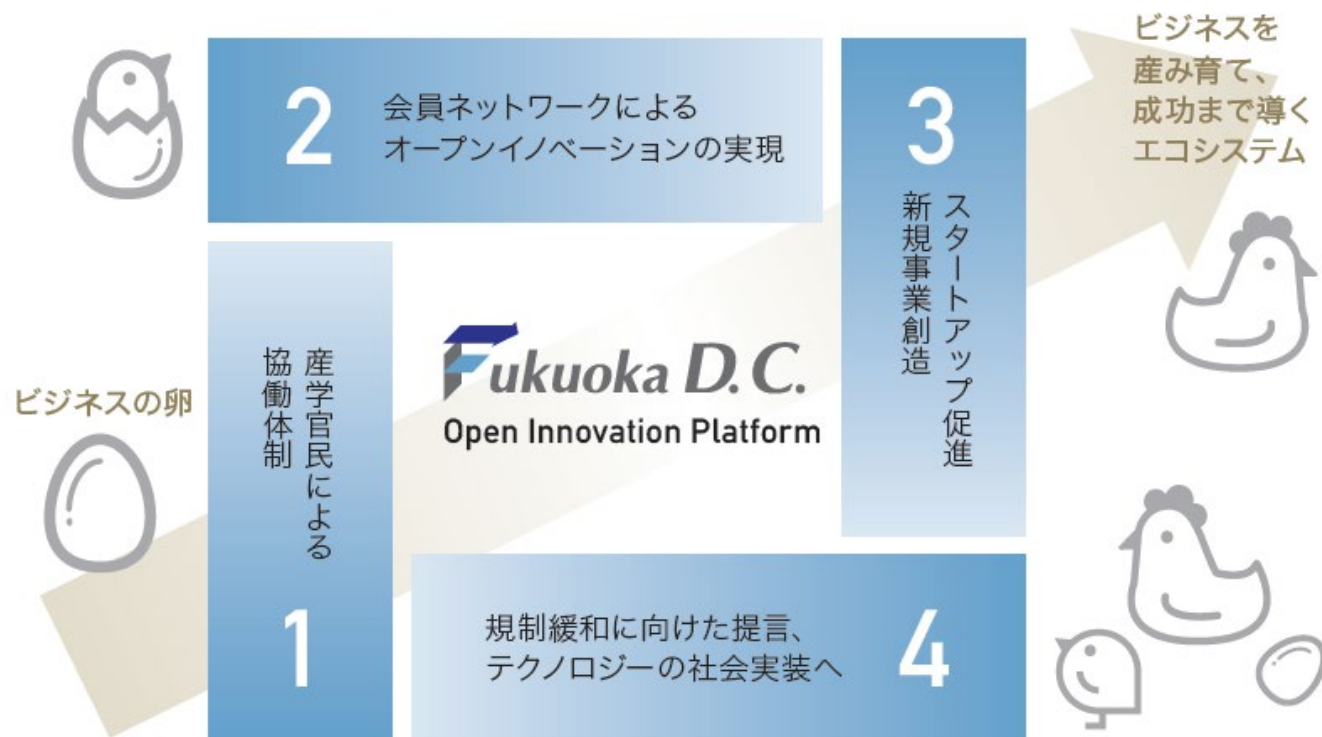 ビジネスの卵
1
産学官民による
協働体制
2
会員ネットワークによる
オープンイノベーションの実現
3
スタートアップ促進
新規事業創造
4
規制緩和に向けた提言、
テクノロジーの社会実装へ
Fukuoka D.C.
Open Innovation Platform
ビジネスを
産み育て、
成功まで導く
エコシステム